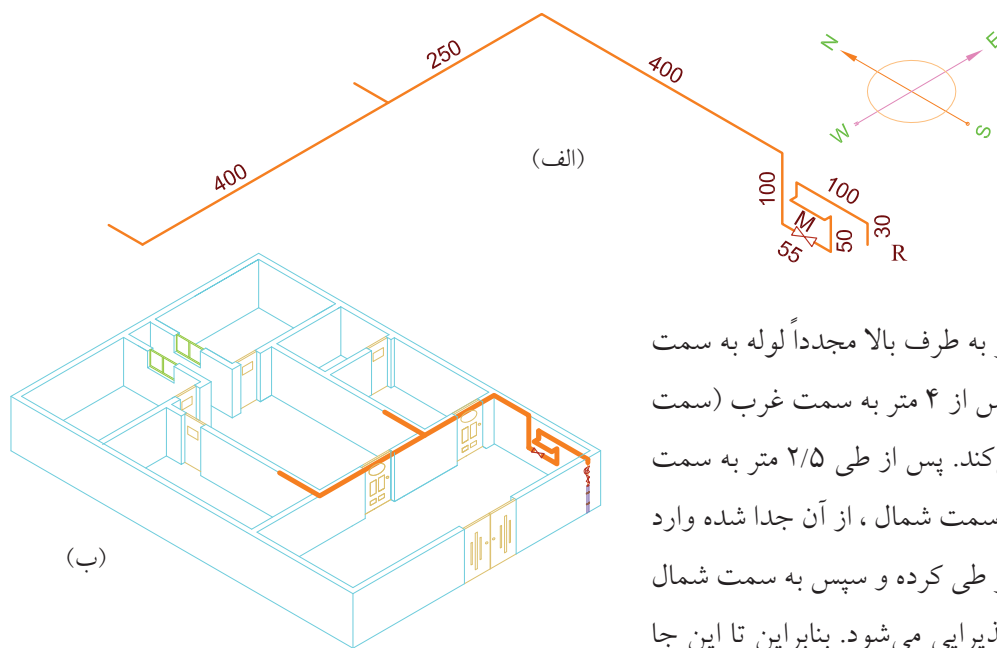 N
E
W
S
250
400
400
(الف)
100
100
M
55
50
30
R
(ب)
و به طرف بالا مجدداً لوله به سمت
س از ۴ متر به سمت غرب (سمت
کند. پس از طی ۲/۵ متر به سمت
سمت شمال ، از آن جدا شده وارد
طی کرده و سپس به سمت شمال
ذیرایی می‌شود. بنابراین تا این جا